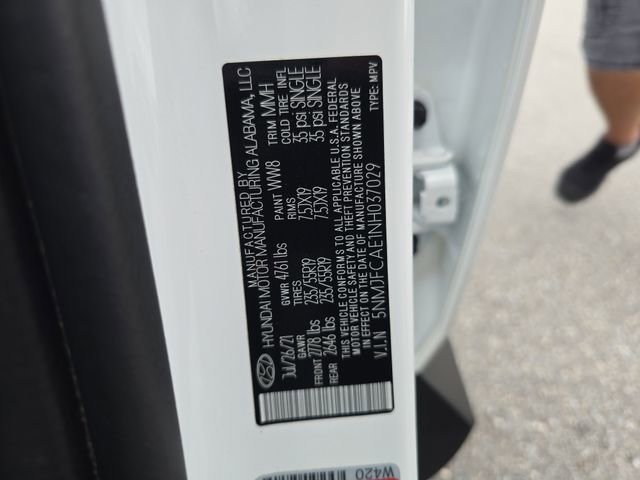 MANUFACTURED BY
HYUNDAI MOTOR MANUFACTURING ALABAMA, LLC
Jul/26/21 GVWR 4761 lbs PAINT WW8 TRIM MMH
GAWR TIRES RIMS COLD TIRE INFL
FRONT 2778 lbs 235/55R19 7.5JX19 35 psi SINGLE
REAR 2646 lbs 235/55R19 7.5JX19 35 psi SINGLE
THIS VEHICLE CONFORMS TO ALL APPLICABLE U.S.A. FEDERAL
MOTOR VEHICLE SAFETY AND THEFT PREVENTION STANDARDS
IN EFFECT ON THE DATE OF MANUFACTURE SHOWN ABOVE
V.I.N 5NMJFCAE1NH037029 TYPE: MPV
W420